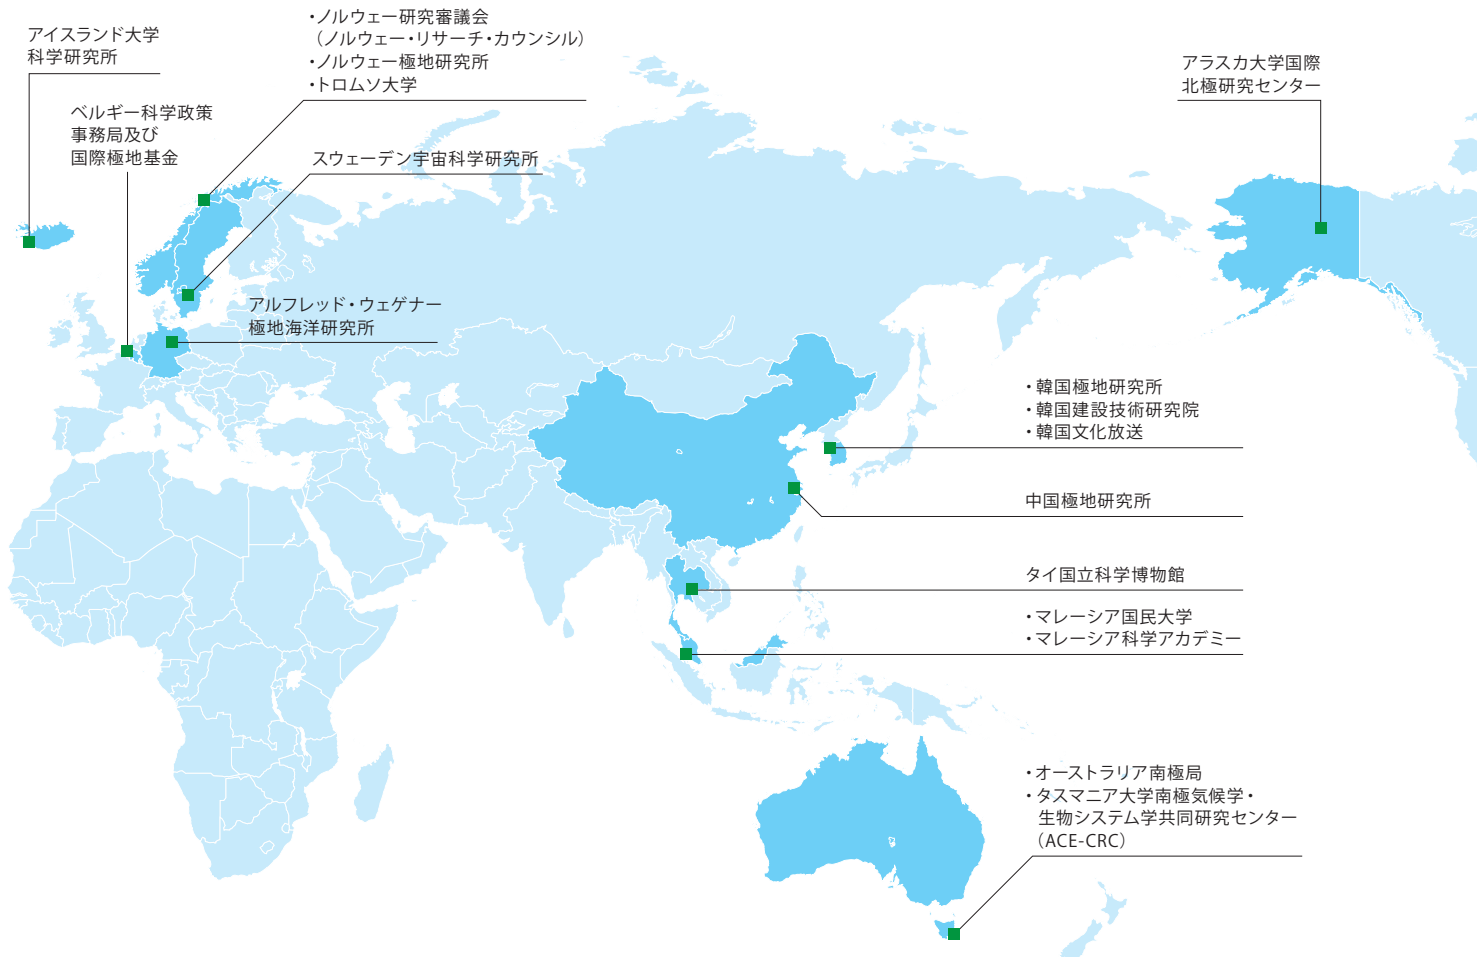 アイスランド大学
科学研究所
・ノルウェー研究審議会
（ノルウェー・リサーチ・カウンシル）
・ノルウェー極地研究所
・トロムソ大学
ベルギー科学政策
事務局及び
国際極地基金
スウェーデン宇宙科学研究所
アルフレッド・ウェゲナー
極地海洋研究所
アラスカ大学国際
北極研究センター
・韓国極地研究所
・韓国建設技術研究院
・韓国文化放送
中国極地研究所
タイ国立科学博物館
・マレーシア国民大学
・マレーシア科学アカデミー
・オーストラリア南極局
・タスマニア大学南極気候学・
生物システム学共同研究センター
（ACE-CRC）